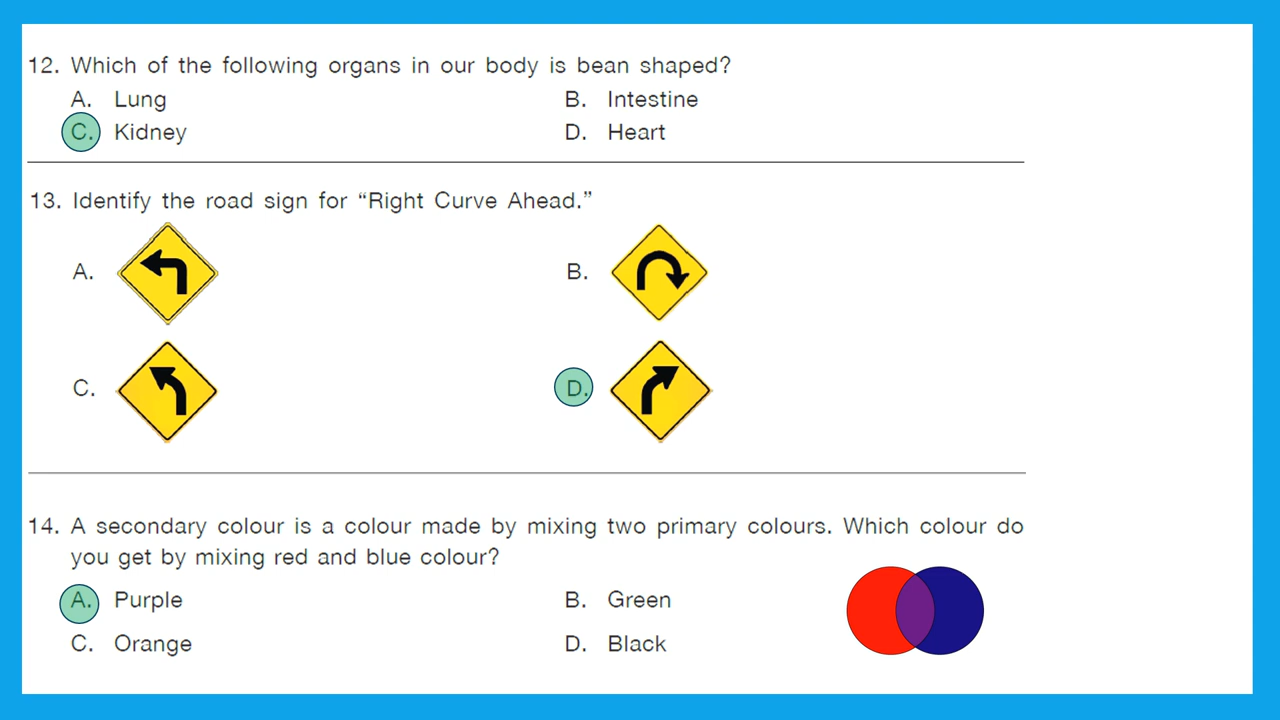 12. Which of the following organs in our body is bean shaped?
A. Lung B. Intestine
C. Kidney D. Heart
13. Identify the road sign for “Right Curve Ahead.”
A. B.
C. D.
14. A secondary colour is a colour made by mixing two primary colours. Which colour do
you get by mixing red and blue colour?
A. Purple B. Green
C. Orange D. Black